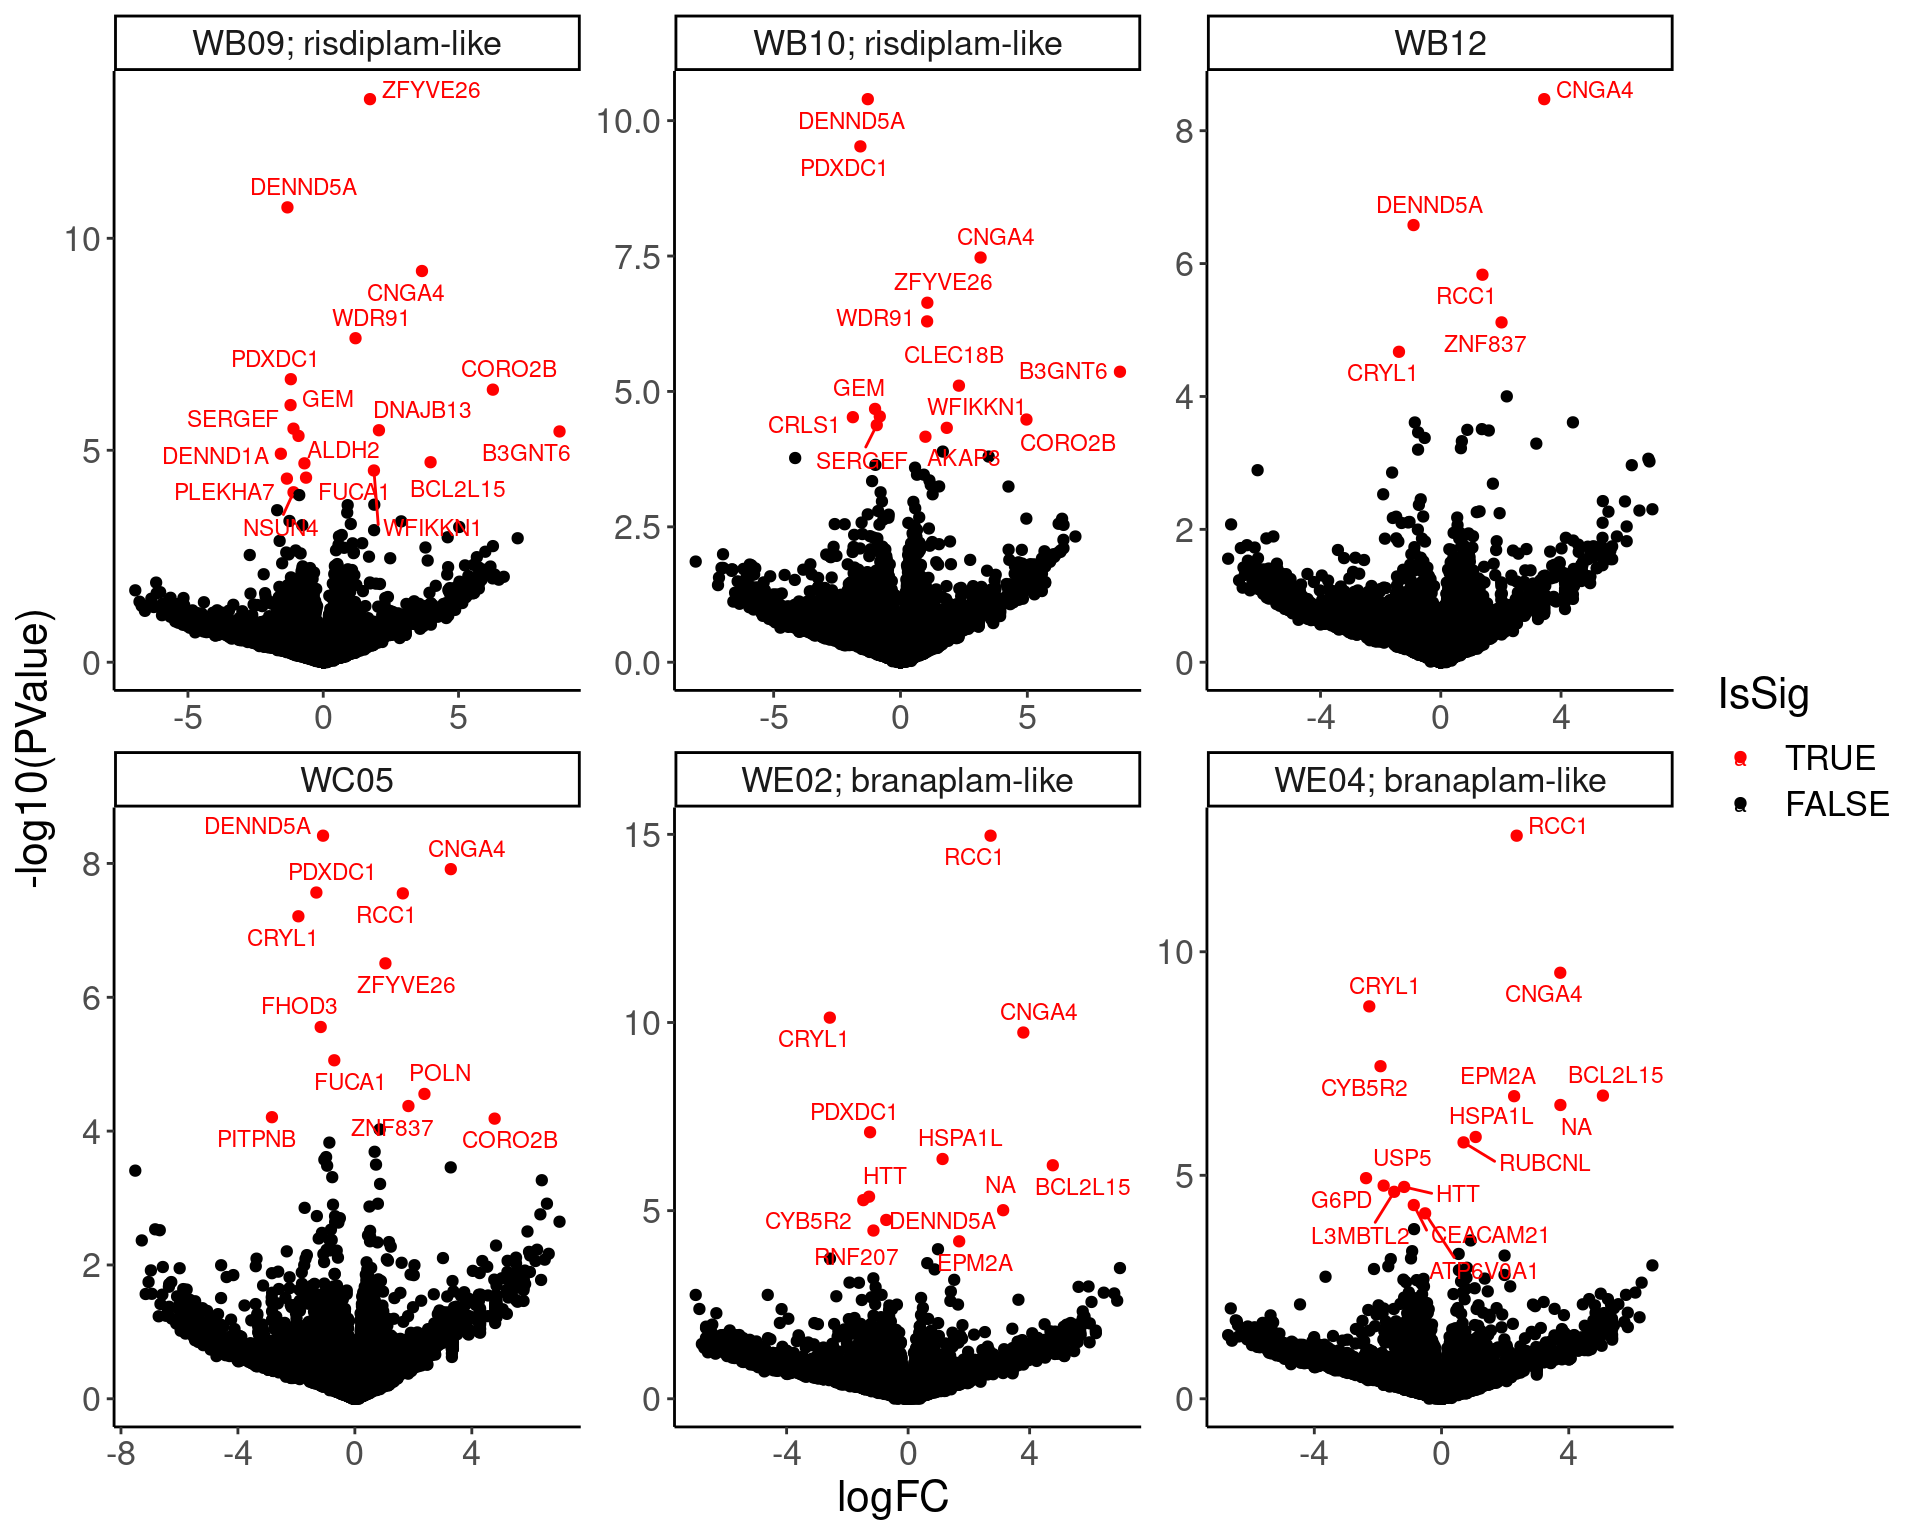 WB09; risdiplam-like
WB10; risdiplam-like
WB12
ZFYVE26
DENND5A
CNGA4
WDR91
PDXDC1
CORO2B
GEM
SERGEF
DNAJB13
DENND1A
ALDH2
B3GNT6
PLEKHA7
FUCA1
BCL2L15
NSUN4
WFIKKN1
10
5
0
-5
0
5
DENND5A
PDXDC1
CNGA4
ZFYVE26
WDR91
CLEC18B
B3GNT6
GEM
WFIKKN1
CRLS1
CORO2B
SERGEF
AKAP8
10.0
7.5
5.0
2.5
0.0
-5
0
5
CNGA4
DENND5A
RCC1
ZNF837
CRYL1
8
6
4
2
0
-4
0
4
WC05
WE02; branaplam-like
WE04; branaplam-like
DENND5A
CNGA4
PDXDC1
RCC1
CRYL1
ZFYVE26
FHOD3
FUCA1
POLN
ZNF837
PITPNB
CORO2B
8
6
4
2
0
-8
-4
0
4
RCC1
CNGA4
CRYL1
PDXDC1
HSPA1L
HTT
NA
BCL2L15
CYB5R2
DENND5A
RNF207
EPM2A
15
10
5
0
-4
0
4
RCC1
CRYL1
CNGA4
CYB5R2
EPM2A
BCL2L15
HSPA1L
NA
USP5
RUBCNL
G6PD
HTT
L3MBTL2
CEACAM21
ATP6V0A1
10
5
0
-4
0
4
-log10(PValue)
logFC
IsSig
TRUE
FALSE